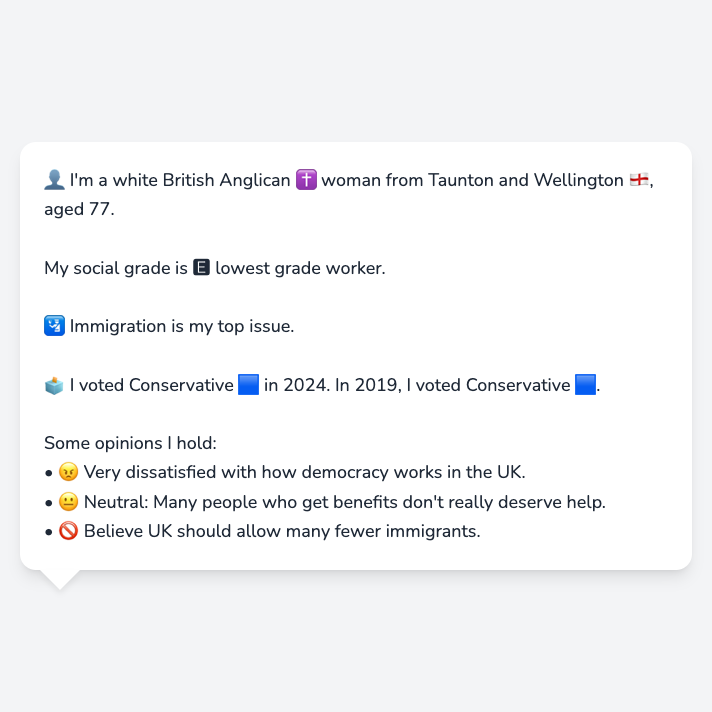 👤 I'm a white British Anglican ✝️ woman from Taunton and Wellington 🏴󠁧󠁢󠁥󠁮󠁧󠁿,
aged 77.
My social grade is 🅴 lowest grade worker.
🛂 Immigration is my top issue.
🗳️ I voted Conservative 🟦 in 2024. In 2019, I voted Conservative 🟦.
Some opinions I hold:
• 😠 Very dissatisfied with how democracy works in the UK.
• 😐 Neutral: Many people who get benefits don't really deserve help.
• 🚫 Believe UK should allow many fewer immigrants.